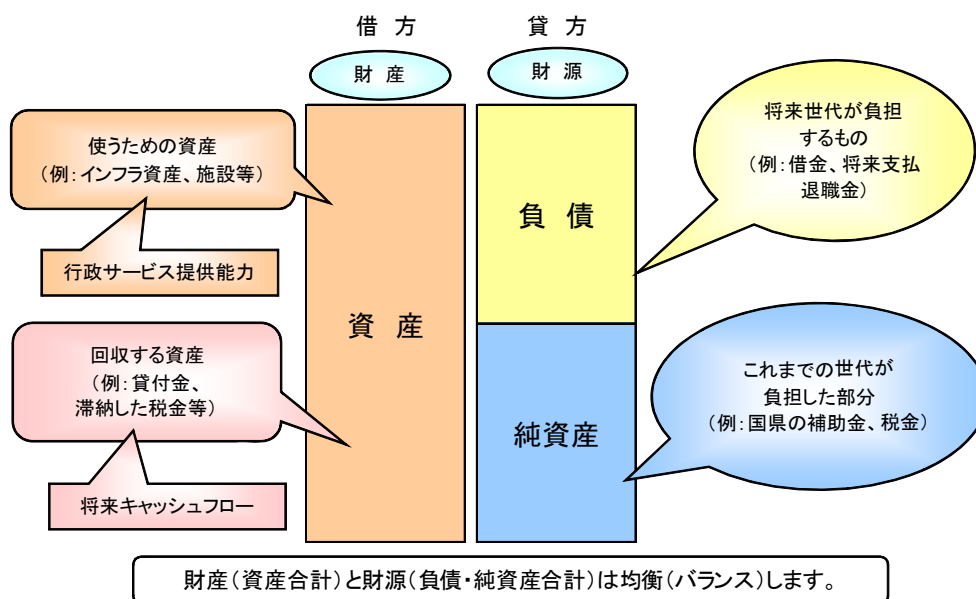 借 方
貸 方
財 産
財 源
使うための資産
（例：インフラ資産、施設等）
行政サービス提供能力
回収する資産
（例：貸付金、
滞納した税金等）
将来キャッシュフロー
資 産
負 債
純資産
将来世代が負担
するもの
（例：借金、将来支払
退職金）
これまでの世代が
負担した部分
（例：国県の補助金、税金）
財産（資産合計）と財源（負債・純資産合計）は均衡（バランス）します。